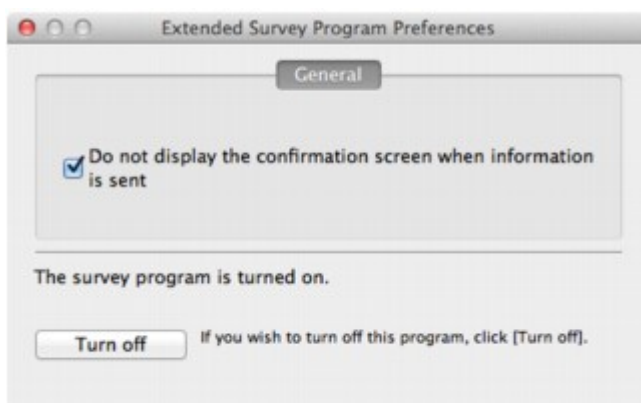 Extended Survey Program Preferences
General
Do not display the confirmation screen when information
is sent
The survey program is turned on.
Turn off
If you wish to turn off this program, click [Turn off].